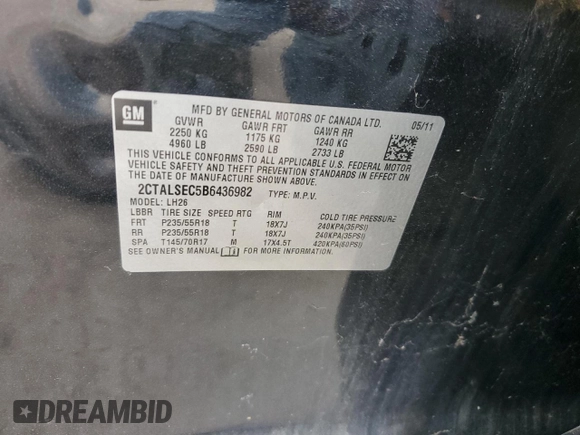 GM
MFD BY GENERAL MOTORS OF CANADA LTD. 05/11
GVWR GAWR FRT GAWR RR
2250 KG 1175 KG 1240 KG
4960 LB 2590 LB 2733 LB
THIS VEHICLE CONFORMS TO ALL APPLICABLE U.S. FEDERAL MOTOR
VEHICLE SAFETY AND THEFT PREVENTION STANDARDS IN EFFECT ON
THE DATE OF MANUFACTURE SHOWN ABOVE.
2CTALSEC5B6436982 TYPE: M.P.V.
MODEL: LH26
LBBR TIRE SIZE SPEED RTG RIM COLD TIRE PRESSURE
FRT P235/55R18 T 18X7J 240KPA(35PSI)
RR P235/55R18 T 18X7J 240KPA(35PSI)
SPA T145/70R17 M 17X4.5T 420KPA(60PSI)
SEE OWNER'S MANUAL FOR MORE INFORMATION.
DREAMBID